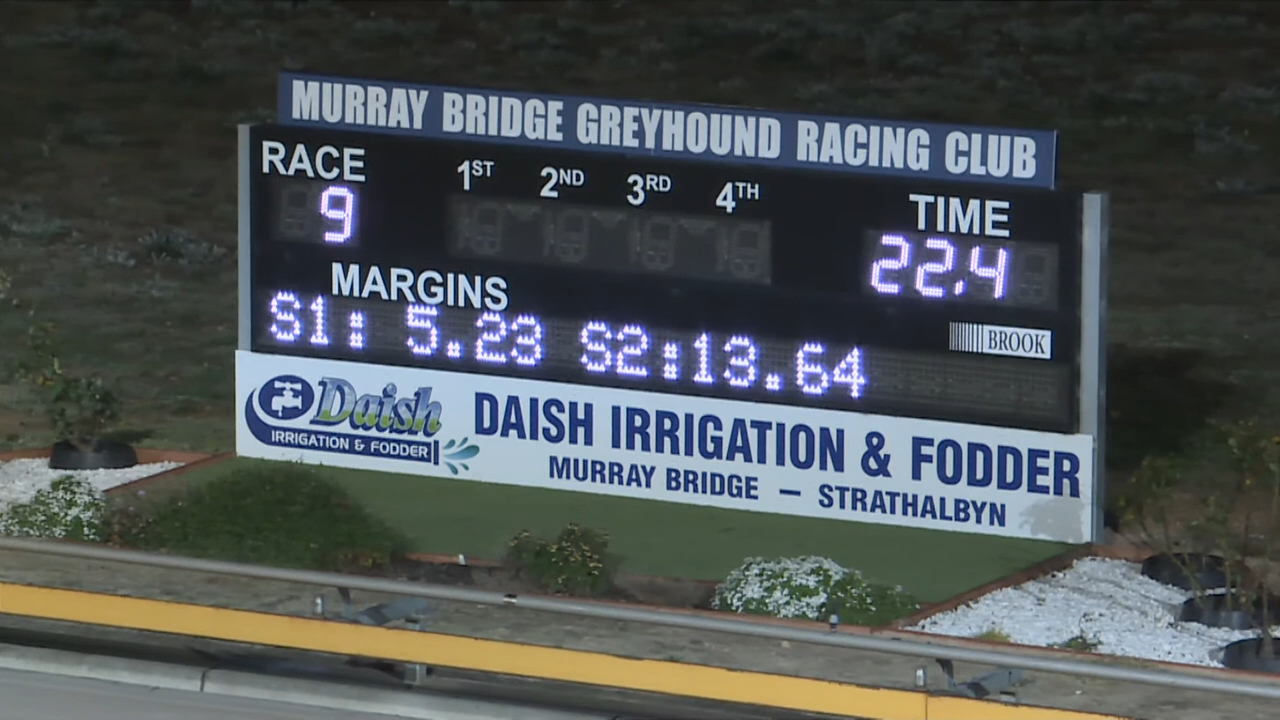 MURRAY BRIDGE GREYHOUND RACING CLUB
RACE 1ST 2ND 3RD 4TH TIME
9 22.4
MARGINS
S1: 5.23 S2:13.64
BROOK
Daish
IRRIGATION & FODDER
DAISH IRRIGATION & FODDER
MURRAY BRIDGE – STRATHALBYN